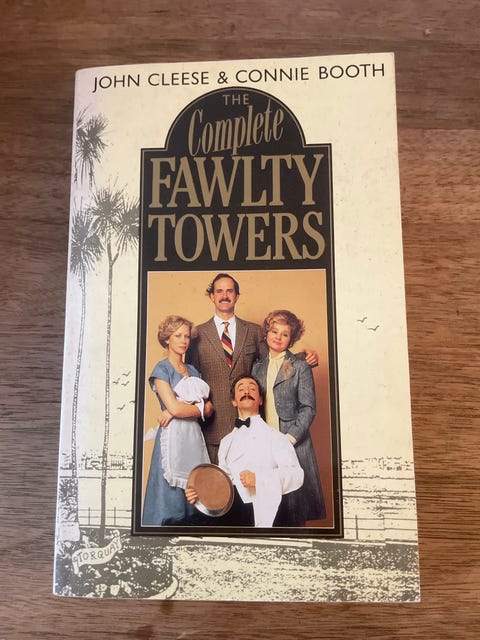 JOHN CLEESE & CONNIE BOOTH
THE
Complete
FAWLTY
TOWERS
TORQUAY